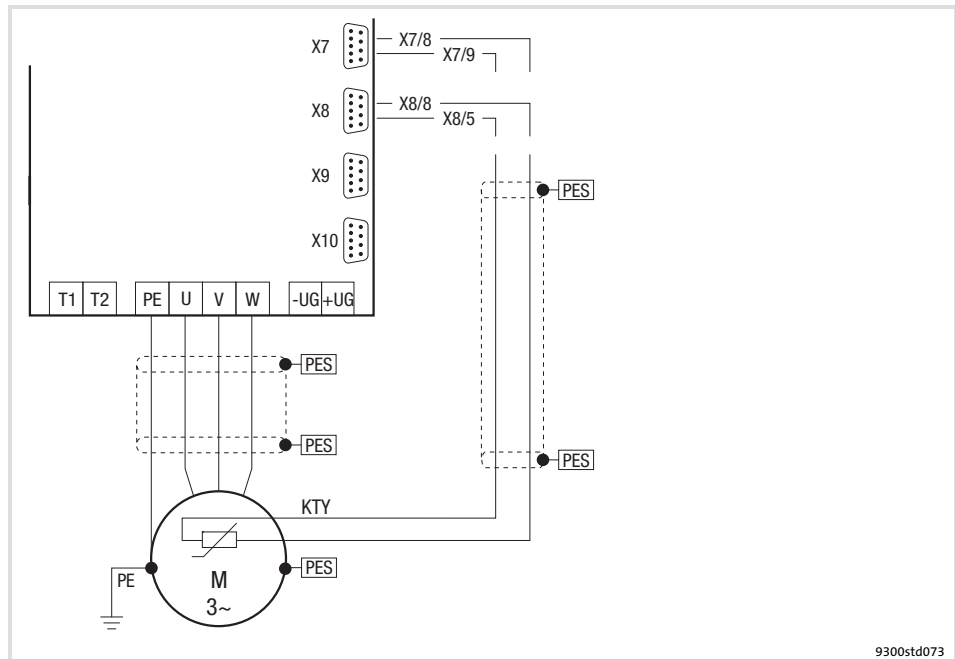 X7
X7/8
X7/9
X8
X8/8
X8/5
X9
X10
T1 T2 PE U V W -UG +UG
PES
PES
PES
PES
KTY
PE
M
3~
PES
9300std073